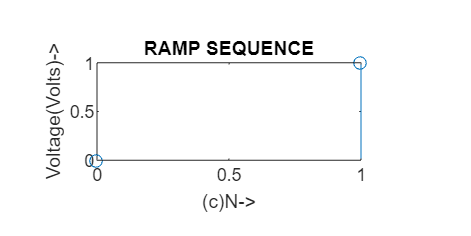 RAMP SEQUENCE
Voltage(Volts)->
1
0.5
0
0
0.5
1
(c)N->